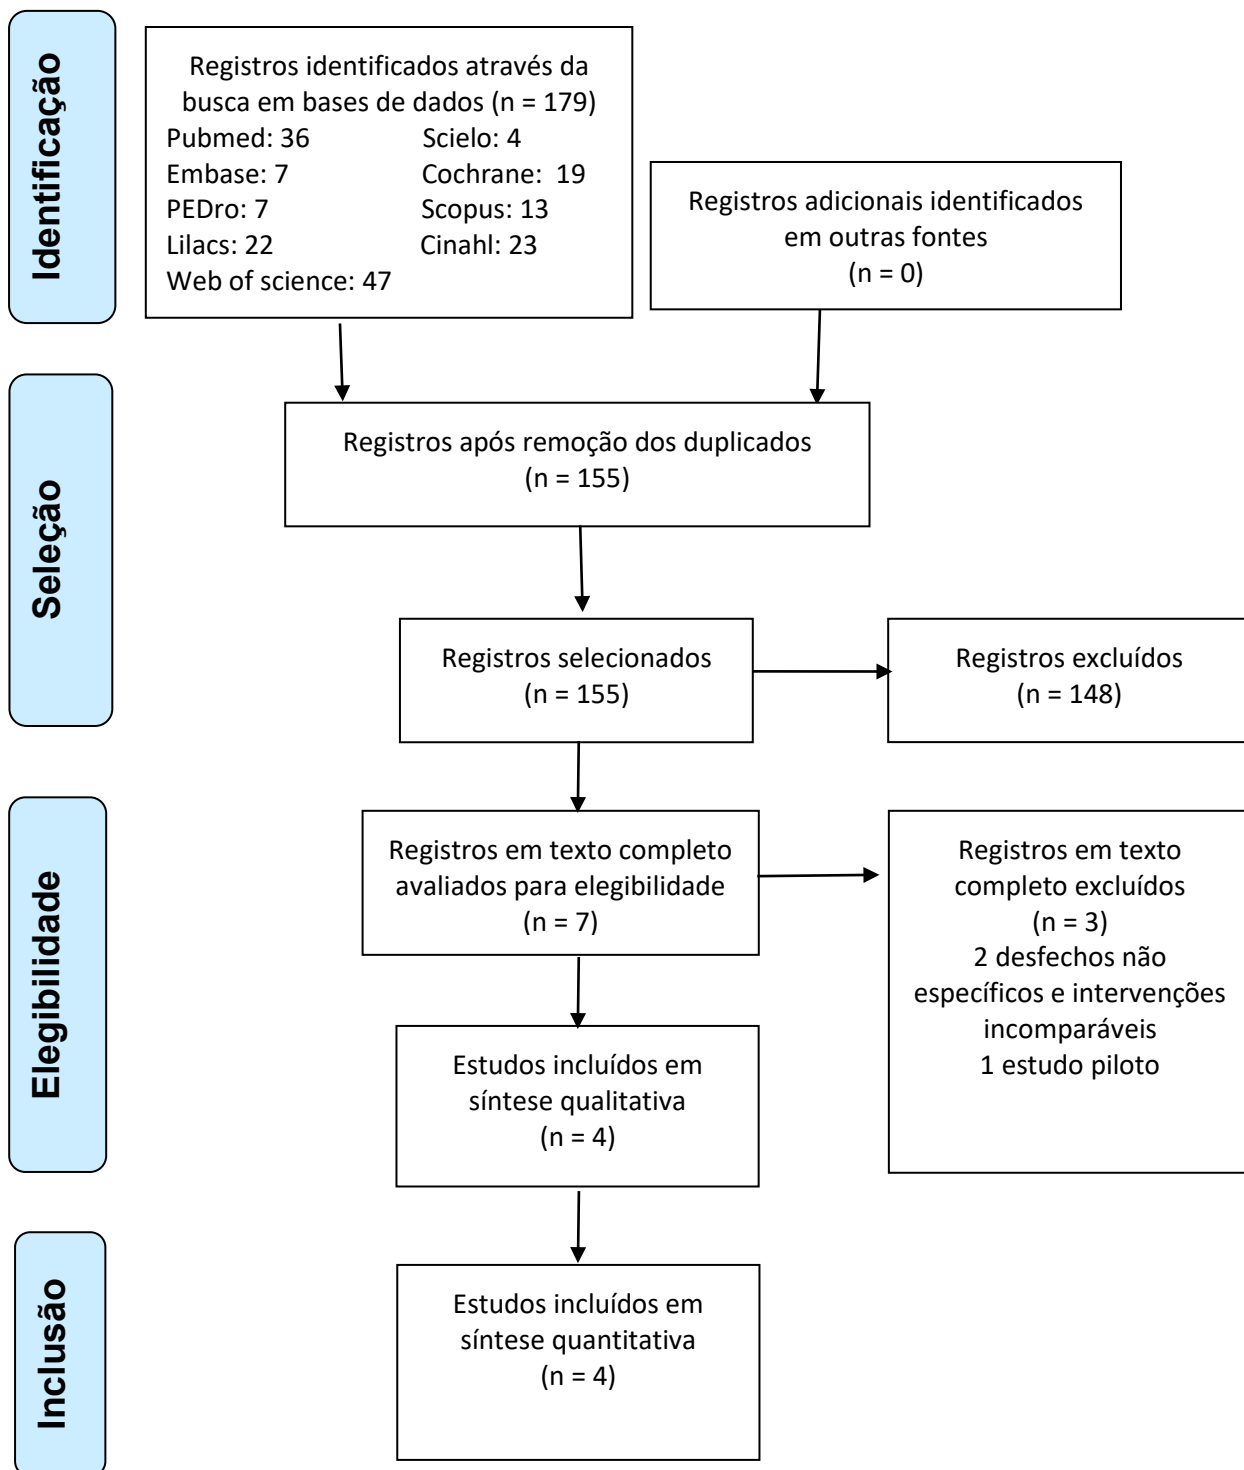 Identificação
Registros identificados através da
busca em bases de dados (n = 179)
Pubmed: 36 Scielo: 4
Embase: 7 Cochrane: 19
PEDro: 7 Scopus: 13
Lilacs: 22 Cinahl: 23
Web of science: 47
Registros adicionais identificados
em outras fontes
(n = 0)
Seleção
Registros após remoção dos duplicados
(n = 155)
Registros selecionados
(n = 155)
Registros excluídos
(n = 148)
Elegibilidade
Registros em texto completo
avaliados para elegibilidade
(n = 7)
Registros em texto
completo excluídos
(n = 3)
2 desfechos não
específicos e intervenções
incomparáveis
1 estudo piloto
Estudos incluídos em
síntese qualitativa
(n = 4)
Inclusão
Estudos incluídos em
síntese quantitativa
(n = 4)